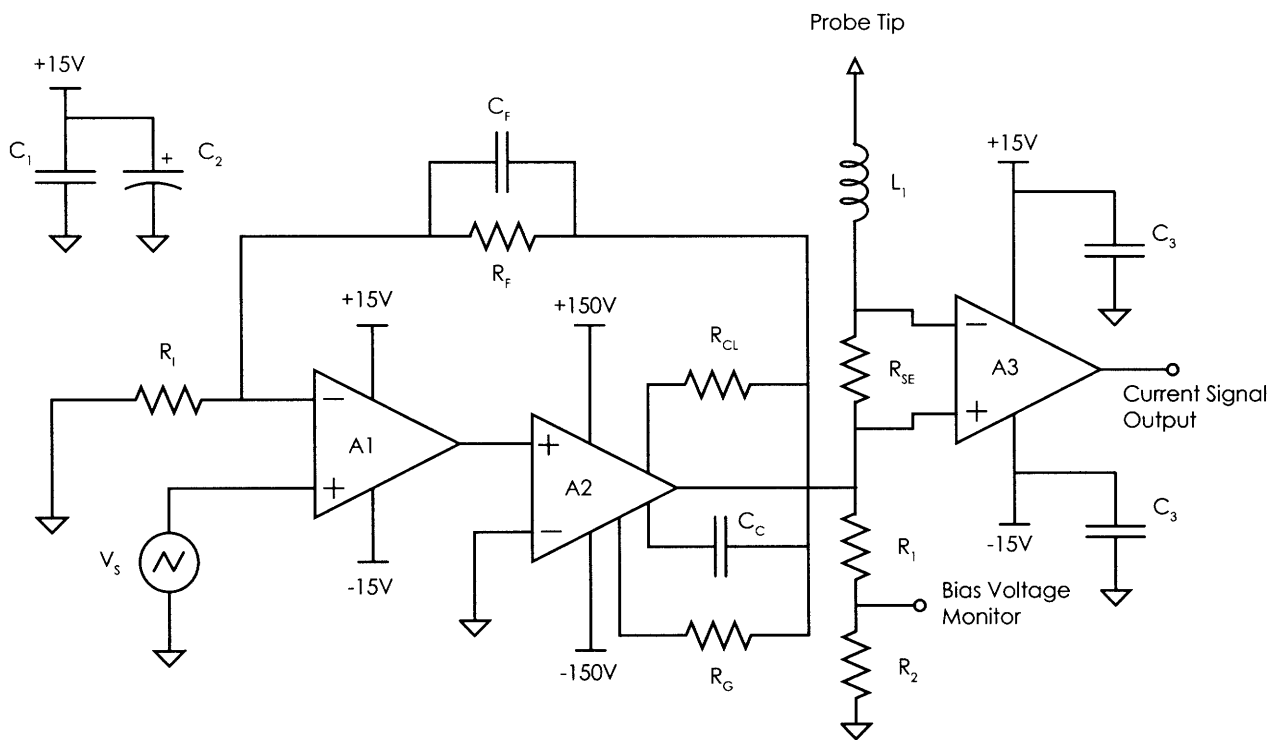 Probe Tip
+15V
C1
+
C2
CF
RF
L1
+15V
C3
RI
+15V
+150V
RCL
RSE
−
A3
+
Current Signal
Output
−
A1
+
+
A2
−
VS
-15V
-150V
CC
RG
R1
-15V
C3
Bias Voltage
Monitor
R2